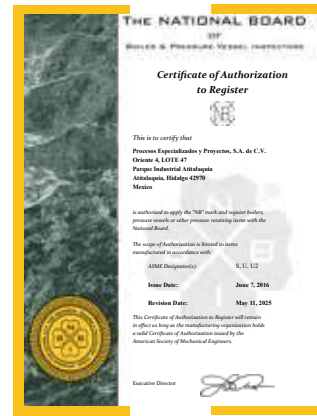 THE NATIONAL BOARD
OF
BOILER & PRESSURE VESSEL INSPECTORS
Certificate of Authorization
to Register
NB
This is to certify that
Procesos Especializados y Proyectos, S.A. de C.V.
Oriente 4, LOTE 47
Parque Industrial Atitalaquia
Atitalaquia, Hidalgo 42970
Mexico
is authorized to apply the "NB" mark and register boilers,
pressure vessels or other pressure retaining items with the
National Board.
The scope of Authorization is limited to items
manufactured in accordance with:
ASME Designator(s): S, U, U2
Issue Date: June 7, 2016
Revision Date: May 11, 2025
This Certificate of Authorization to Register will remain
in effect as long as the manufacturing organization holds
a valid Certificate of Authorization issued by the
American Society of Mechanical Engineers.
Executive Director